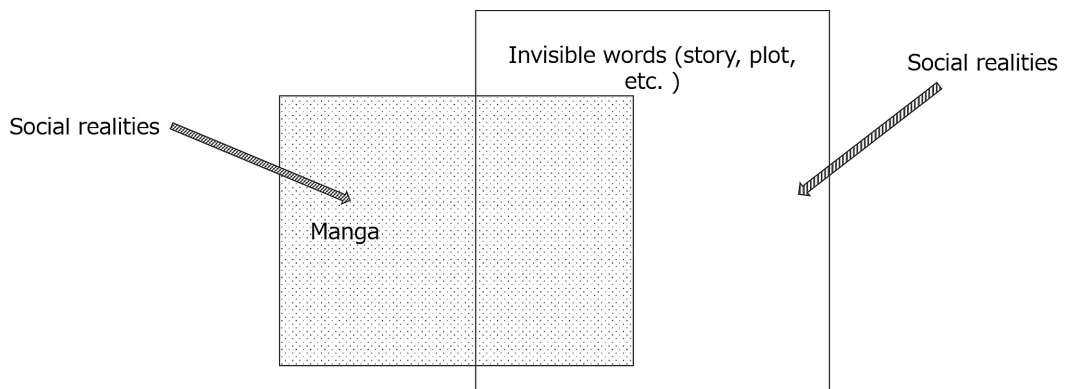 Invisible words (story, plot,
etc. )
Social realities
Social realities
Manga